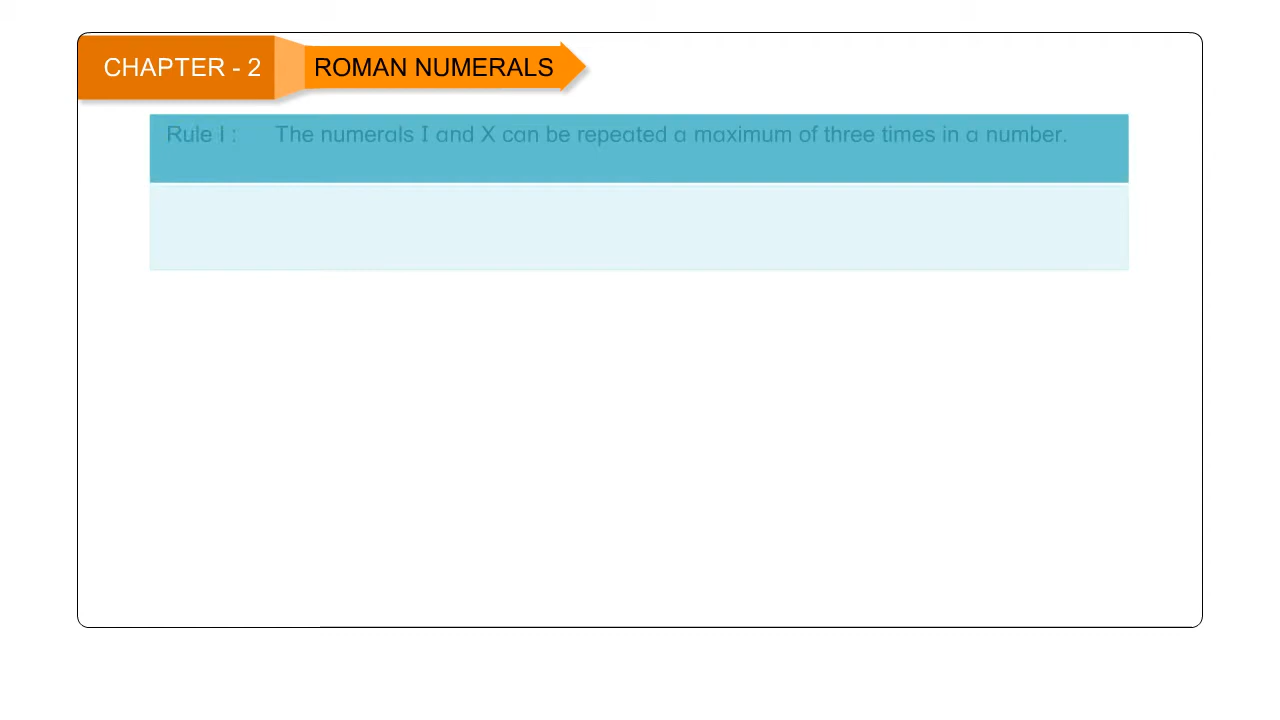 CHAPTER - 2
ROMAN NUMERALS
Rule I : The numerals I and X can be repeated a maximum of three times in a number.